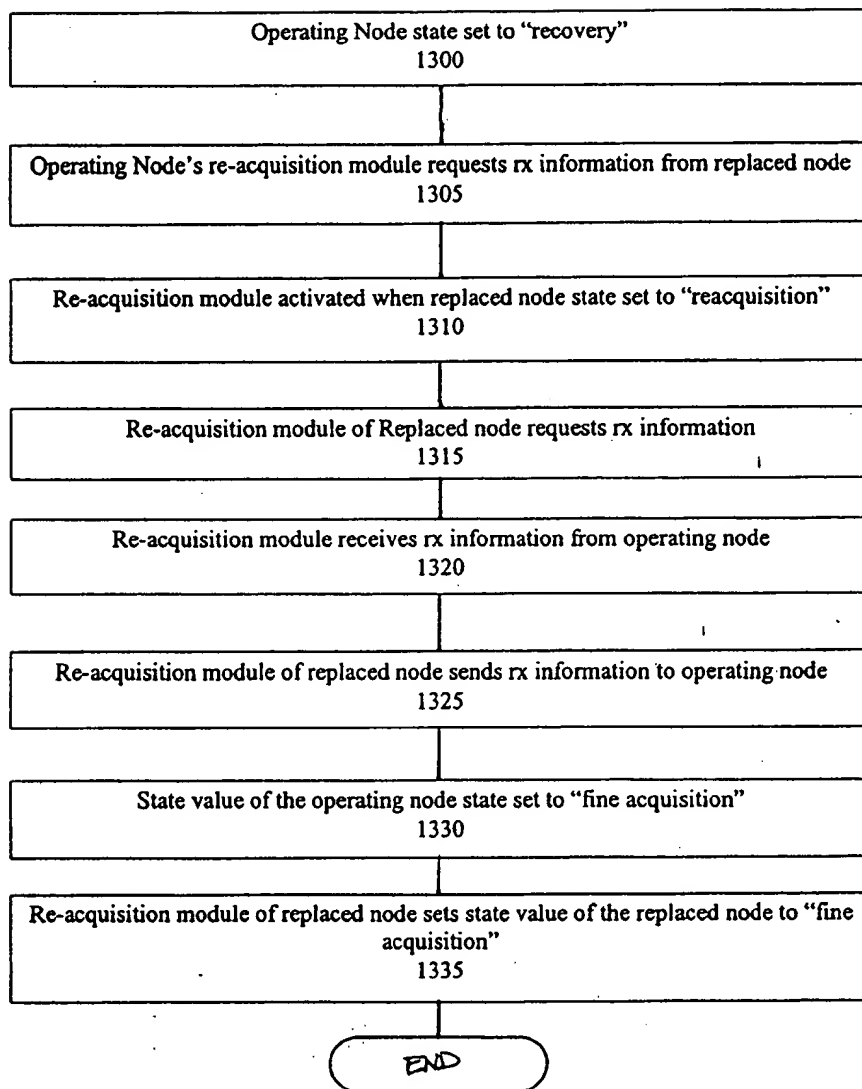 Operating Node state set to “recovery”
1300
Operating Node’s re-acquisition module requests rx information from replaced node
1305
Re-acquisition module activated when replaced node state set to “reacquisition”
1310
Re-acquisition module of Replaced node requests rx information
1315
Re-acquisition module receives rx information from operating node
1320
Re-acquisition module of replaced node sends rx information to operating node
1325
State value of the operating node state set to “fine acquisition”
1330
Re-acquisition module of replaced node sets state value of the replaced node to “fine
acquisition”
1335
END